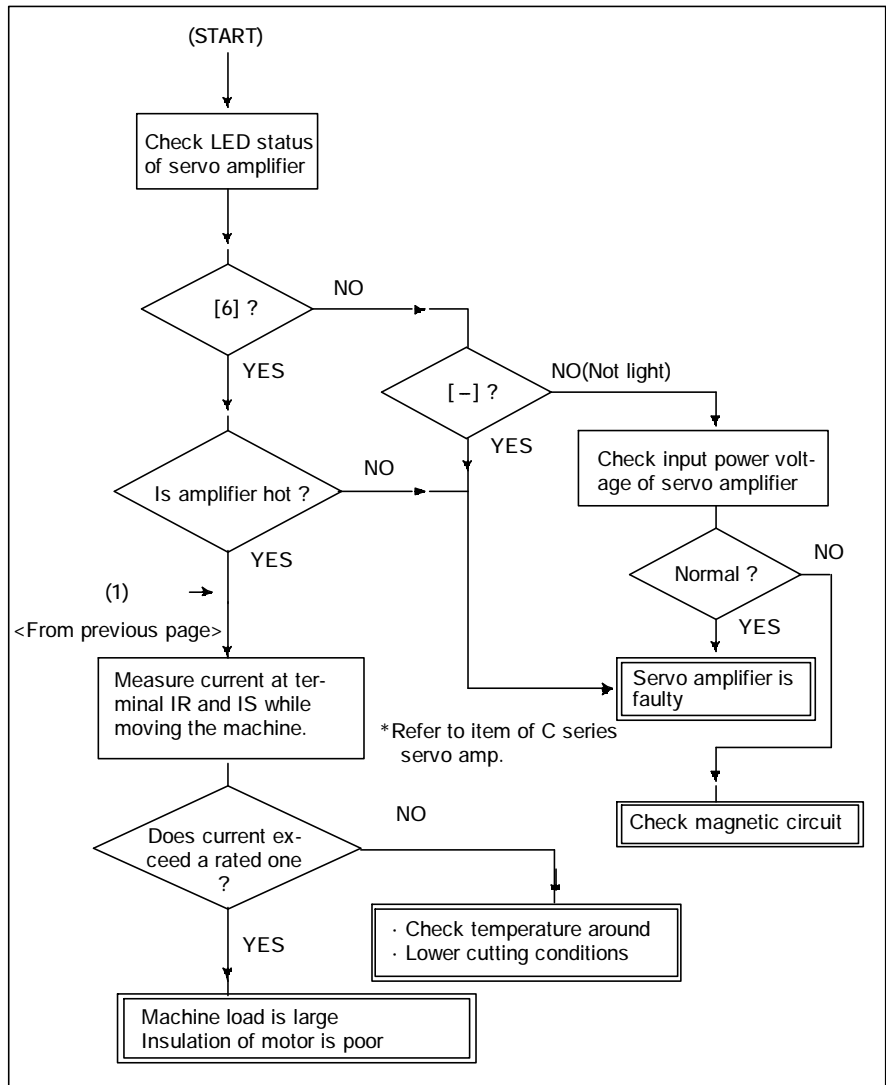 (START)
Check LED status
of servo amplifier
[6] ?
NO
YES
[–] ?
NO(Not light)
YES
Is amplifier hot ?
NO
YES
Check input power volt-
age of servo amplifier
Normal ?
NO
YES
(1)
<From previous page>
Measure current at ter-
minal IR and IS while
moving the machine.
*Refer to item of C series
servo amp.
Servo amplifier is
faulty
Check magnetic circuit
Does current ex-
ceed a rated one
?
NO
YES
· Check temperature around
· Lower cutting conditions
Machine load is large
Insulation of motor is poor